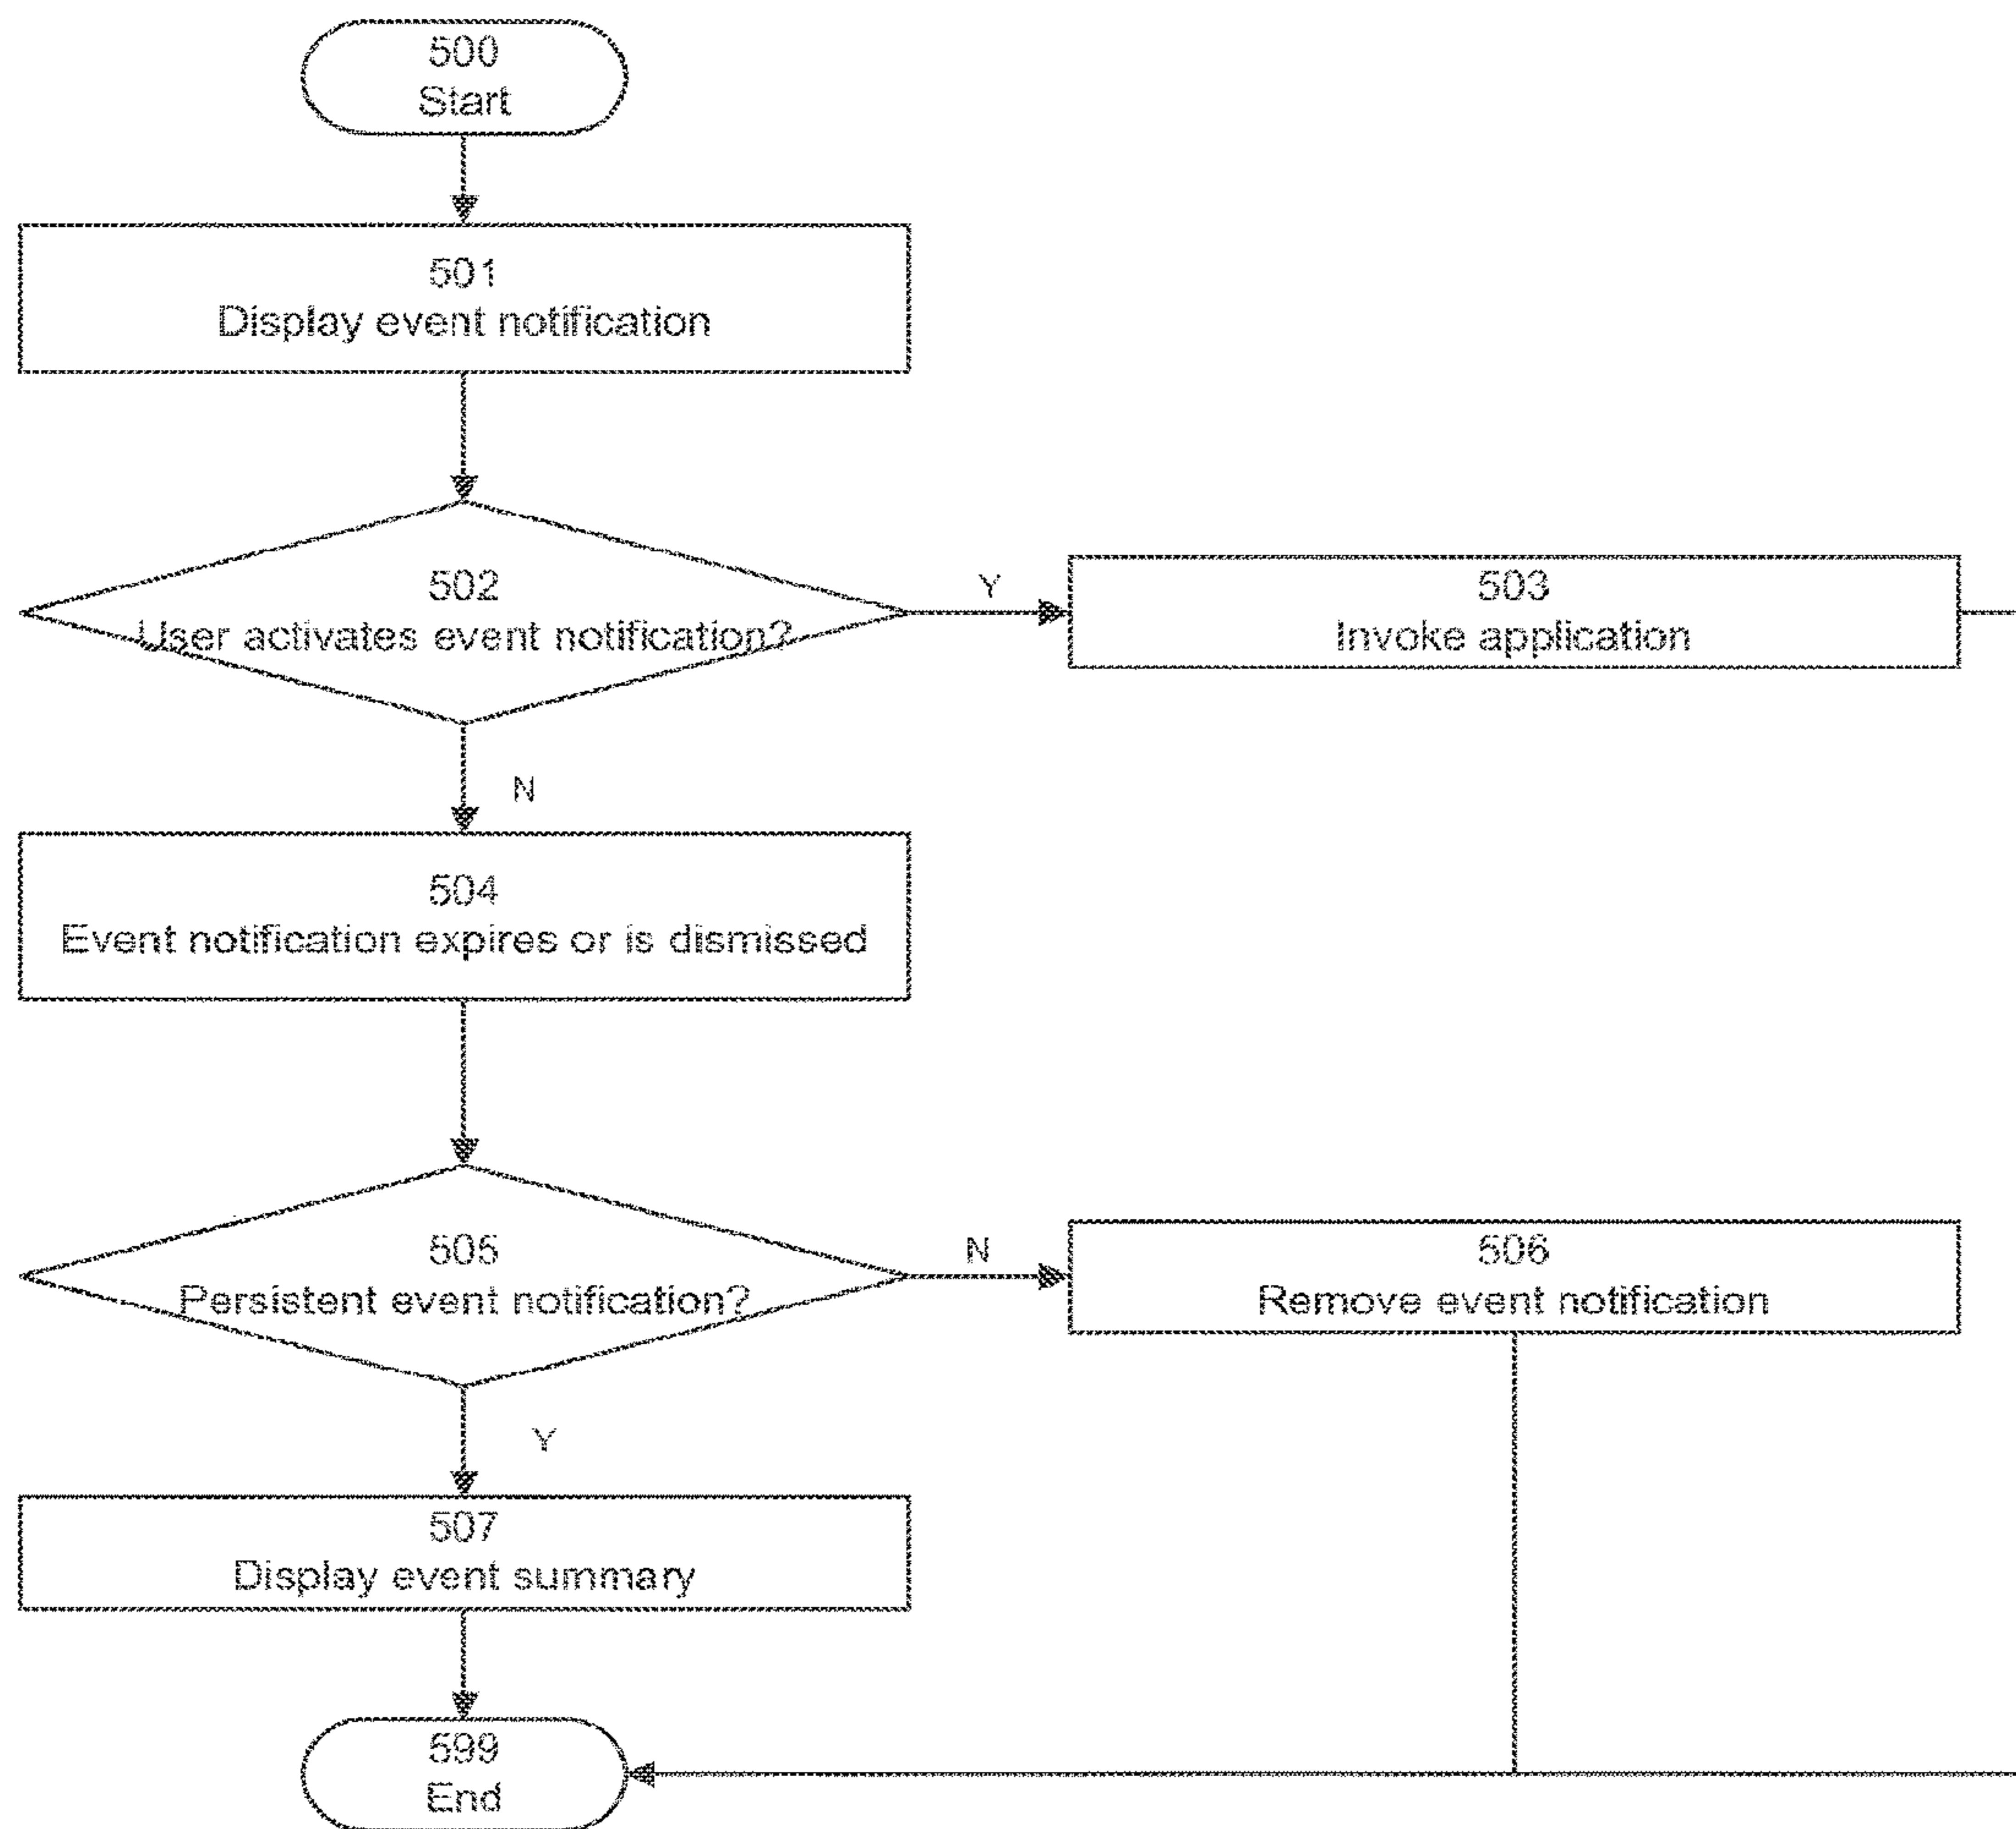 500
Start
501
Display event notification
502
User activates event notification?
Y
503
Invoke application
N
504
Event notification expires or is dismissed
505
Persistent event notification?
N
506
Remove event notification
Y
507
Display event summary
599
End